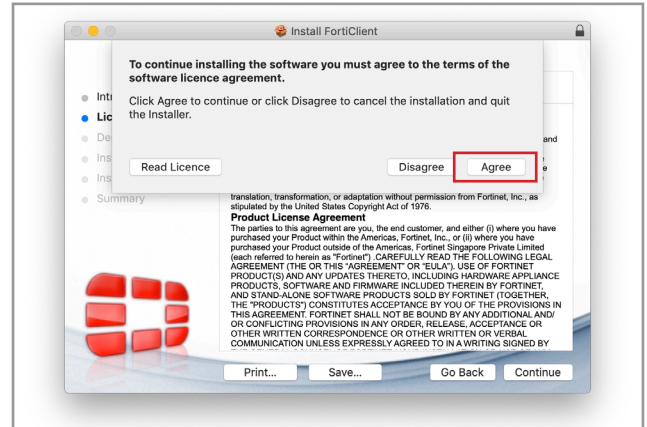 Install FortiClient
To continue installing the software you must agree to the terms of the
software licence agreement.
Click Agree to continue or click Disagree to cancel the installation and quit
the Installer.
Read Licence
Disagree
Agree
Int
Lic
De
Ins
Ins
Summary
and
translation, transformation, or adaptation without permission from Fortinet, Inc., as
stipulated by the United States Copyright Act of 1976.
Product License Agreement
The parties to this agreement are you, the end customer, and either (i) where you have
purchased your Product within the Americas, Fortinet, Inc., or (ii) where you have
purchased your Product outside of the Americas, Fortinet Singapore Private Limited
(each referred to herein as "Fortinet") .CAREFULLY READ THE FOLLOWING LEGAL
AGREEMENT (THE OR THIS "AGREEMENT" OR "EULA"). USE OF FORTINET
PRODUCT(S) AND ANY UPDATES THERETO, INCLUDING HARDWARE APPLIANCE
PRODUCTS, SOFTWARE AND FIRMWARE INCLUDED THEREIN BY FORTINET,
AND STAND-ALONE SOFTWARE PRODUCTS SOLD BY FORTINET (TOGETHER,
THE "PRODUCTS") CONSTITUTES ACCEPTANCE BY YOU OF THE PROVISIONS IN
THIS AGREEMENT. FORTINET SHALL NOT BE BOUND BY ANY ADDITIONAL AND/
OR CONFLICTING PROVISIONS IN ANY ORDER, RELEASE, ACCEPTANCE OR
OTHER WRITTEN CORRESPONDENCE OR OTHER WRITTEN OR VERBAL
COMMUNICATION UNLESS EXPRESSLY AGREED TO IN A WRITING SIGNED BY
Print...
Save...
Go Back
Continue